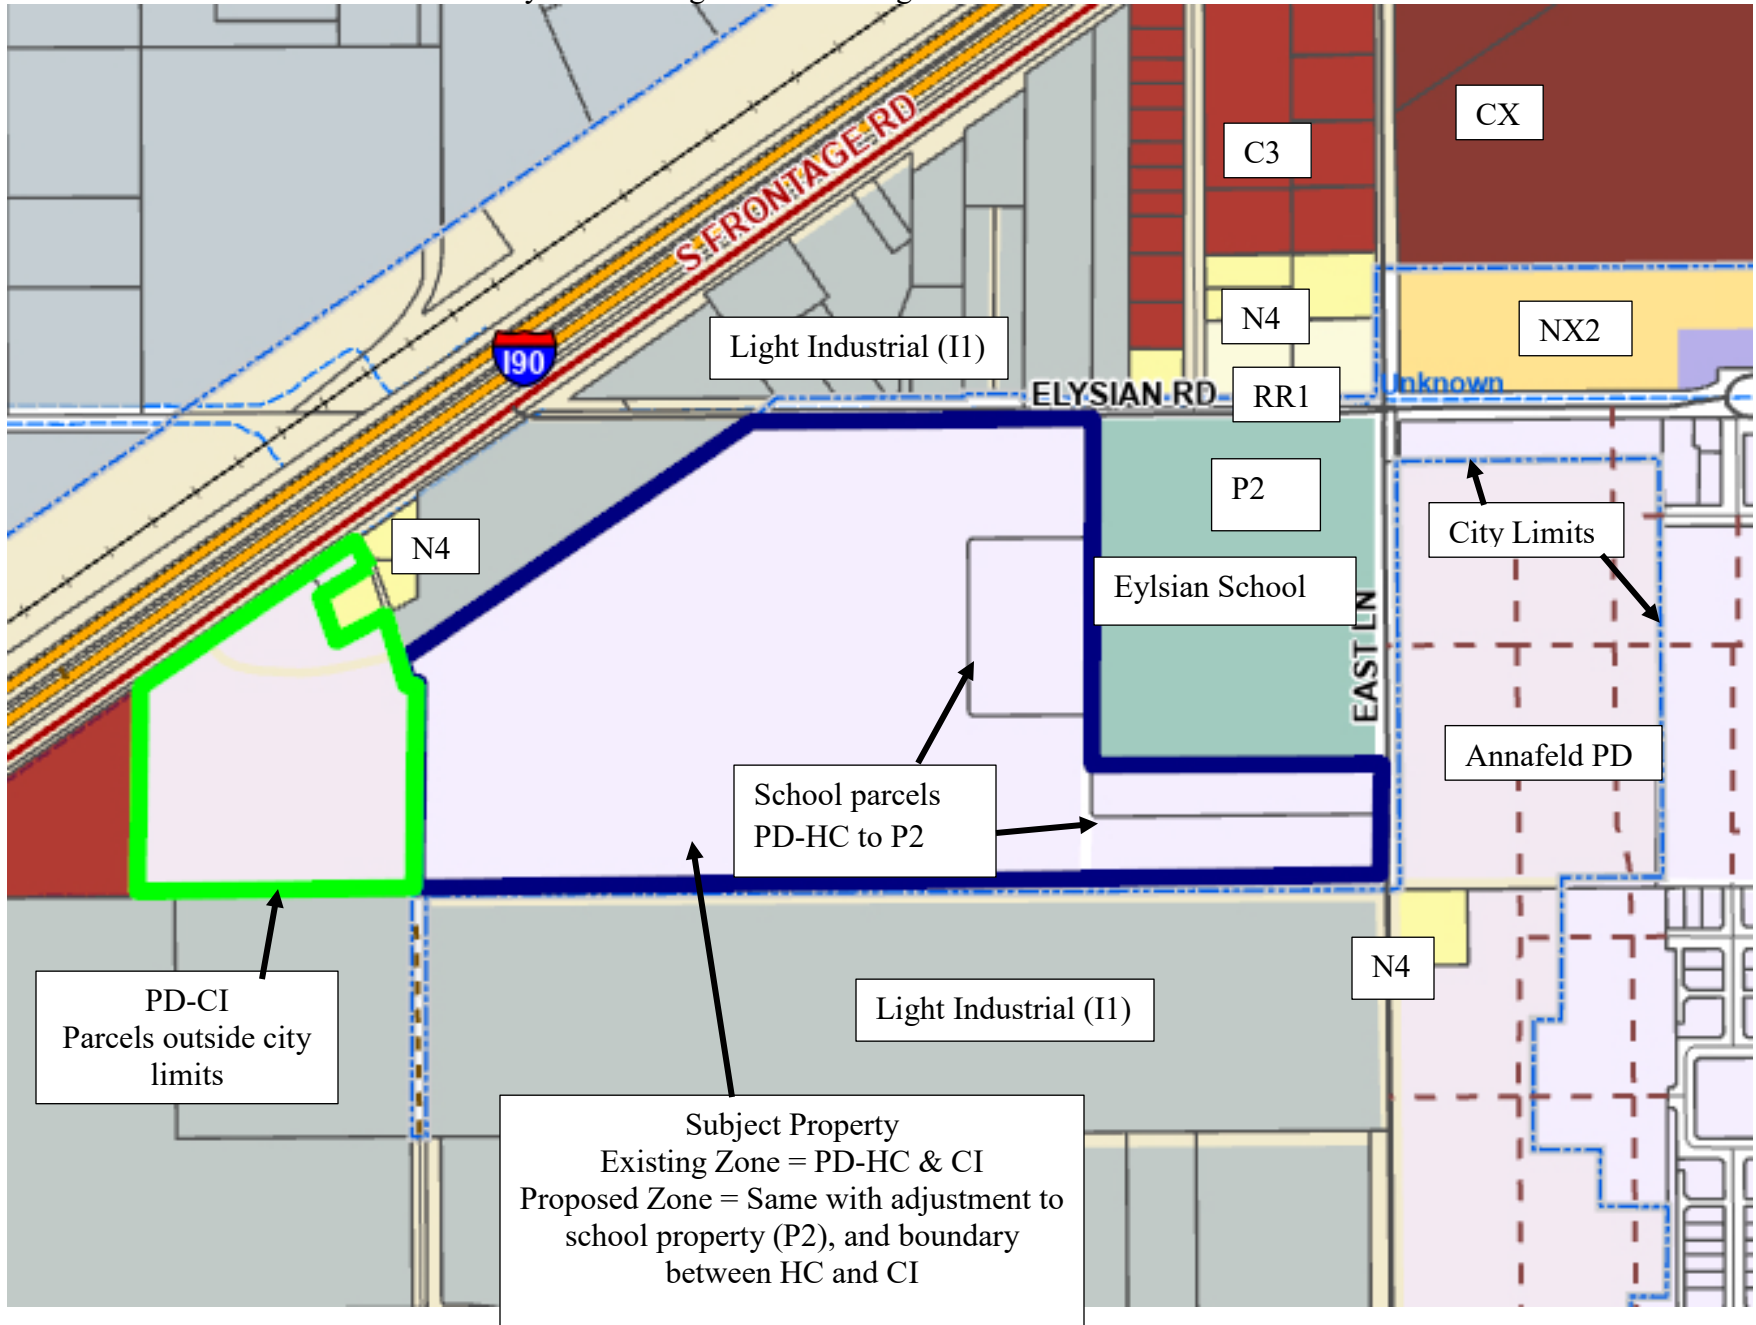 CX
C3
S FRONTAGE RD
N4
NX2
I90
Light Industrial (I1)
Unknown
ELYSIAN RD
RR1
P2
City Limits
N4
Eylsian School
EAST LN
Annafeld PD
School parcels
PD-HC to P2
N4
PD-CI
Parcels outside city
limits
Light Industrial (I1)
Subject Property
Existing Zone = PD-HC & CI
Proposed Zone = Same with adjustment to
school property (P2), and boundary
between HC and CI